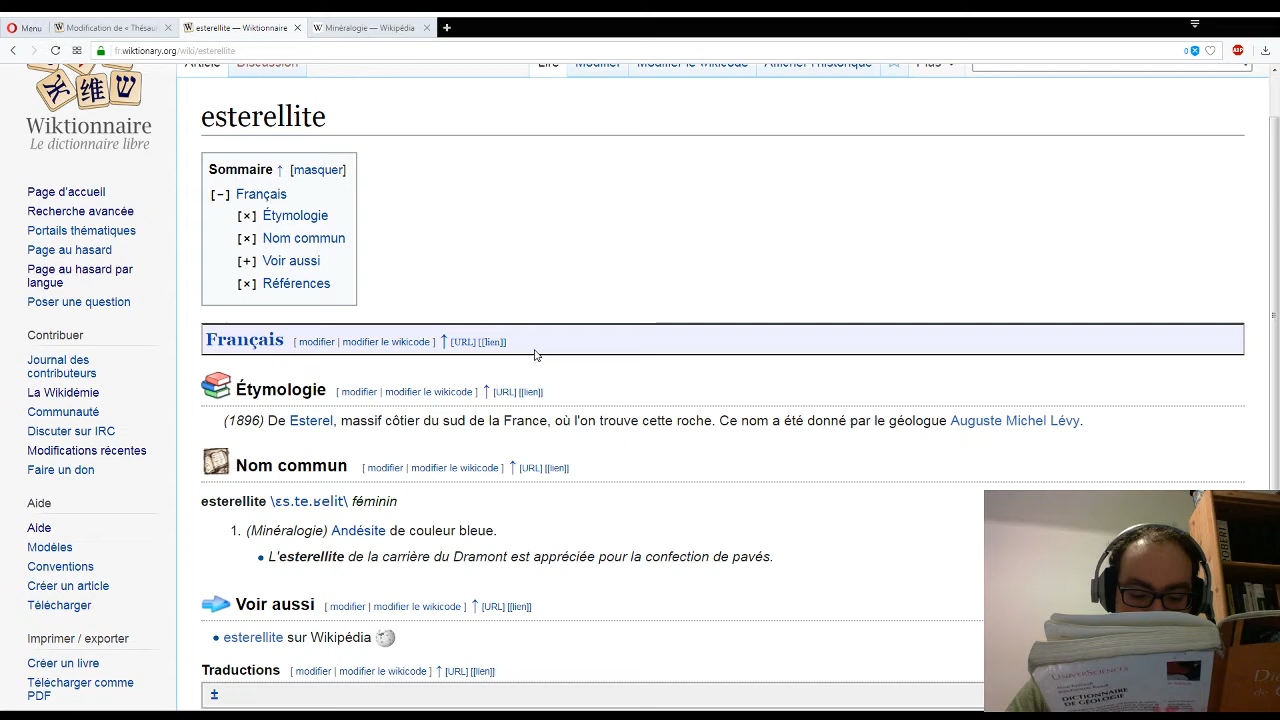 Menu
Modification de « Thésau
esterellite — Wiktionnaire
Minéralogie — Wikipédia
fr.wiktionary.org/wiki/esterellite
0
ABP
Article Discussion Lire Modifier Modifier le wikicode Afficher l'historique Plus
Wiktionnaire
Le dictionnaire libre
Page d'accueil
Recherche avancée
Portails thématiques
Page au hasard
Page au hasard par
langue
Poser une question
Contribuer
Journal des
contributeurs
La Wikidémie
Communauté
Discuter sur IRC
Modifications récentes
Faire un don
Aide
Aide
Modèles
Conventions
Créer un article
Télécharger
Imprimer / exporter
Créer un livre
Télécharger comme
PDF
esterellite
Sommaire ↑ [masquer]
[−] Français
[×] Étymologie
[×] Nom commun
[+] Voir aussi
[×] Références
Français [ modifier | modifier le wikicode ] ↑ [URL] [[lien]]
Étymologie [ modifier | modifier le wikicode ] ↑ [URL] [[lien]]
(1896) De Esterel, massif côtier du sud de la France, où l'on trouve cette roche. Ce nom a été donné par le géologue Auguste Michel Lévy.
Nom commun [ modifier | modifier le wikicode ] ↑ [URL] [[lien]]
esterellite \ɛs.te.ʁelit\ féminin
1. (Minéralogie) Andésite de couleur bleue.
• L'esterellite de la carrière du Dramont est appréciée pour la confection de pavés.
Voir aussi [ modifier | modifier le wikicode ] ↑ [URL] [[lien]]
• esterellite sur Wikipédia
Traductions [ modifier | modifier le wikicode ] ↑ [URL] [[lien]]
±
ROBERT
UNIVERSCIENCES
DICTIONNAIRE
DE GÉOLOGIE